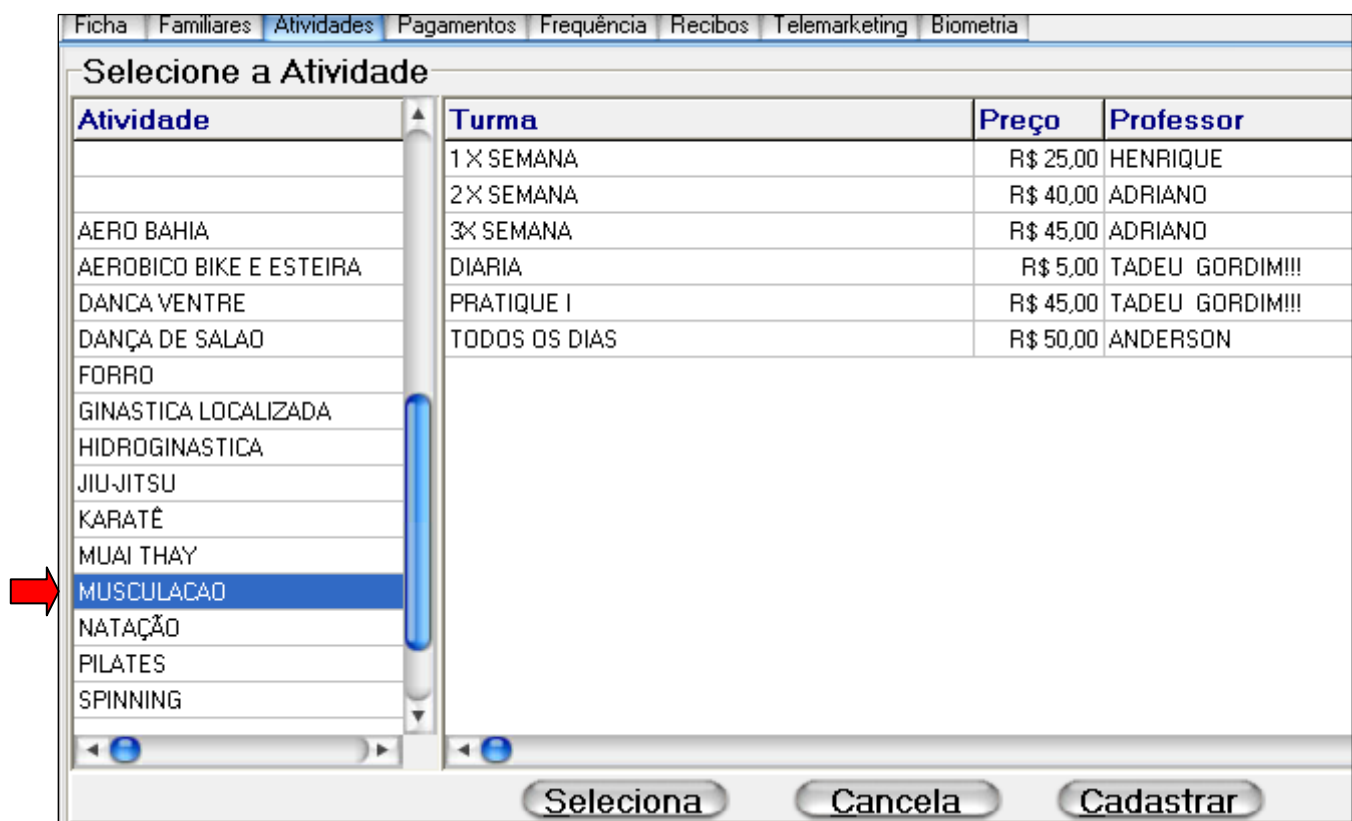 Ficha Familiares Atividades Pagamentos Frequência Recibos Telemarketing Biometria
Selecione a Atividade
Atividade Turma Preço Professor
1 X SEMANA R$ 25,00 HENRIQUE
2 X SEMANA R$ 40,00 ADRIANO
AERO BAHIA 3X SEMANA R$ 45,00 ADRIANO
AEROBICO BIKE E ESTEIRA DIARIA R$ 5,00 TADEU GORDIM!!!
DANCA VENTRE PRATIQUE I R$ 45,00 TADEU GORDIM!!!
DANÇA DE SALAO TODOS OS DIAS R$ 50,00 ANDERSON
FORRO
GINASTICA LOCALIZADA
HIDROGINASTICA
JIU-JITSU
KARATÊ
MUAI THAY
MUSCULACAO
NATAÇÃO
PILATES
SPINNING
Seleciona Cancela Cadastrar